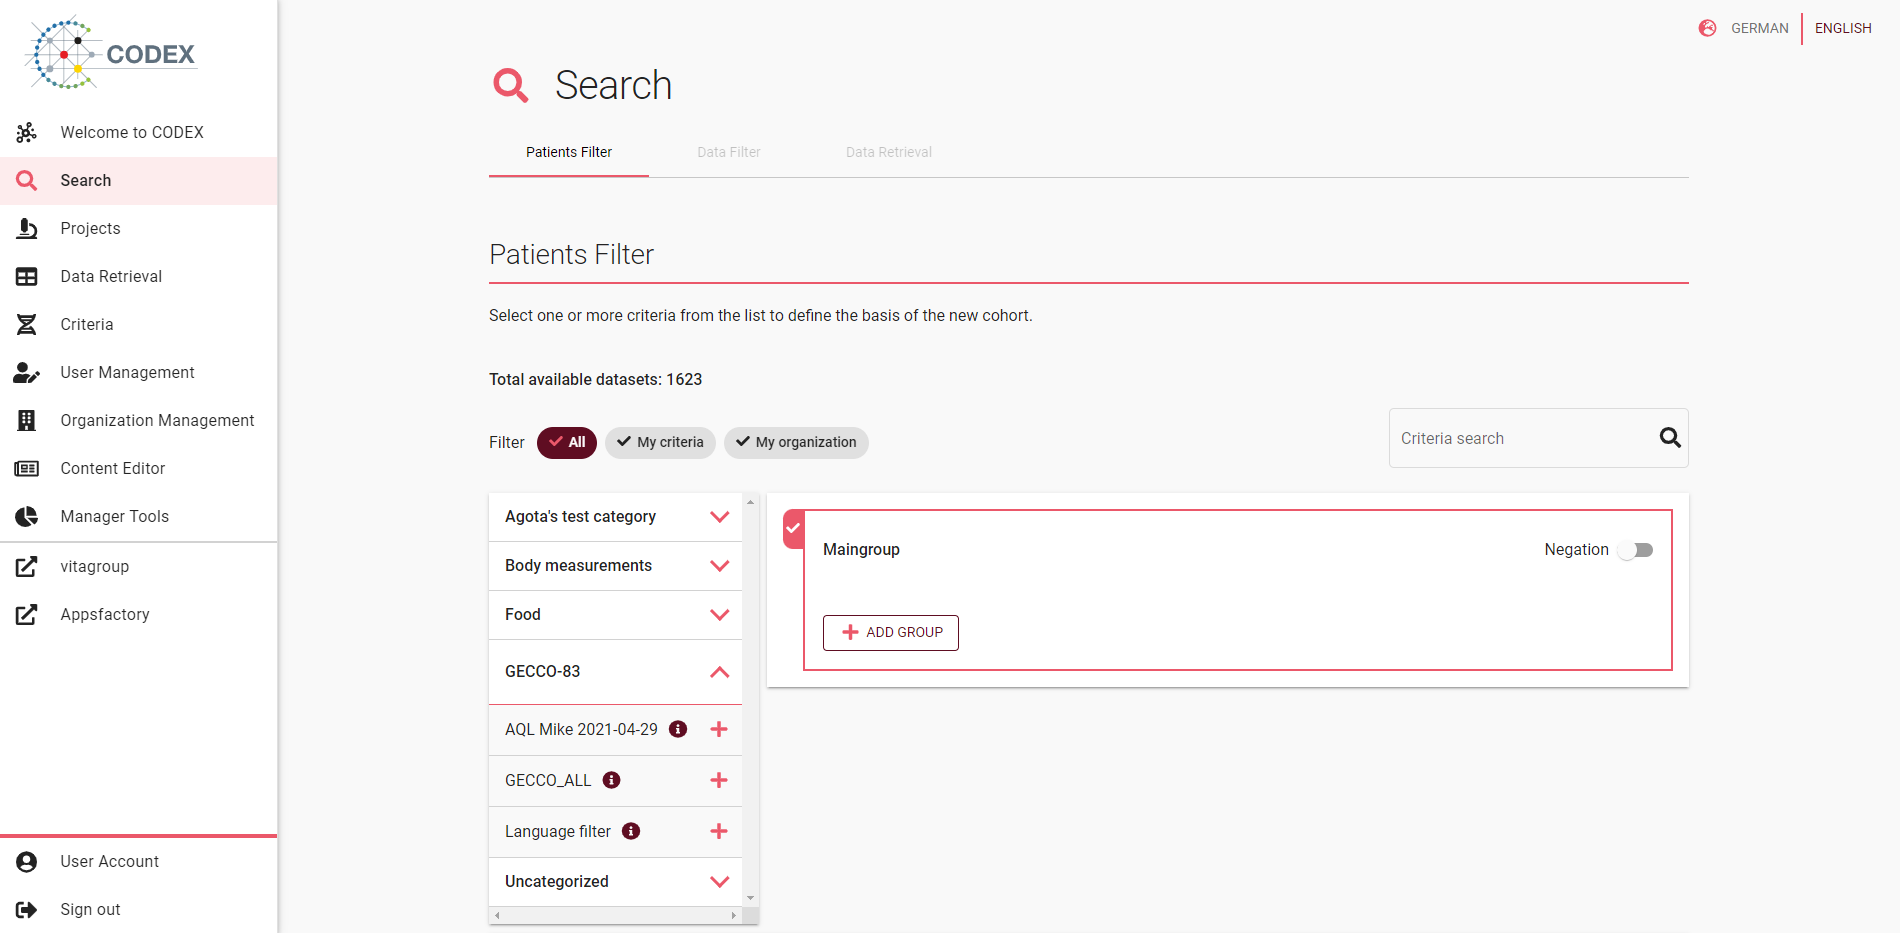 CODEX
Welcome to CODEX
Search
Projects
Data Retrieval
Criteria
User Management
Organization Management
Content Editor
Manager Tools
vitagroup
Appsfactory
User Account
Sign out
GERMAN ENGLISH
Search
Patients Filter Data Filter Data Retrieval
Patients Filter
Select one or more criteria from the list to define the basis of the new cohort.
Total available datasets: 1623
Filter All My criteria My organization
Criteria search
Agota's test category
Body measurements
Food
GECCO-83
AQL Mike 2021-04-29
GECCO_ALL
Language filter
Uncategorized
Maingroup
Negation
ADD GROUP